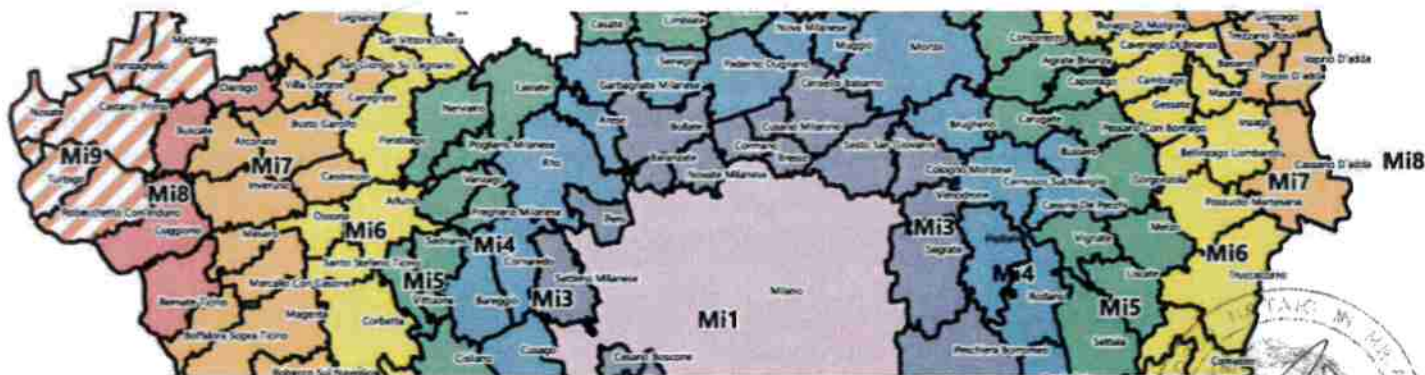 Legnano
Casate
Limbiate
Nova Milanese
Concorezzo
Burago Di Molgora
Trezzano Rosa
Magnago
San Vittore Olona
Muggiò
Monza
Cavenago Di Brianza
Vanzaghello
San Giorgio Su Legnano
Senago
Paderno Dugnano
Agrate Brianza
Basiano
Vaprio D'adda
Dairago
Villa Cortese
Lainate
Garbagnate Milanese
Cinisello Balsamo
Caponago
Cambiago
Masate
Pozzo D'adda
Canegrate
Nosate
Castano Primo
Nerviano
Gessate
Buscate
Busto Garolfo
Arese
Bollate
Cusano Milanino
Brugherio
Carugate
Inzago
Arconate
Parabiago
Pessano Con Bornago
Pogliano Milanese
Cormano
Sesto San Giovanni
Mi9
Mi7
Rho
Baranzate
Bresso
Bussero
Bellinzago Lombardo
Cassano D'adda
Mi8
Turbigo
Mi8
Inveruno
Casorezzo
Vanzago
Novate Milanese
Cologno Monzese
Cernusco Sul Naviglio
Gorgonzola
Mi7
Arluno
Vimodrone
Cassina De Pecchi
Pozzuolo Martesana
Robecchetto Con Induno
Ossona
Pregnana Milanese
Pero
Cuggiono
Mesero
Mi6
Sedriano
Mi4
Mi3
Pioltello
Vignate
Melzo
Mi6
Santo Stefano Ticino
Cornaredo
Segrate
Marcallo Con Casone
Mi5
Settimo Milanese
Mi4
Liscate
Truccazzano
Bernate Ticino
Vittuone
Bareggio
Mi3
Milano
Rodano
Mi5
Magenta
Corbetta
Mi1
Boffalora Sopra Ticino
Settala
Cusago
Cesano Boscone
Peschiera Borromeo
Comazzo
Robecco Sul Naviglio